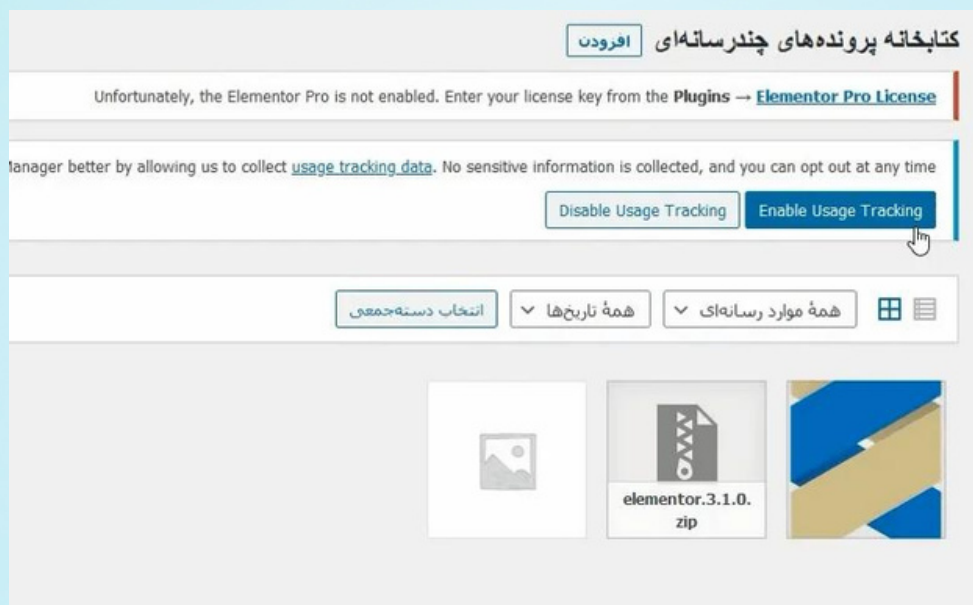 کتابخانه پرونده‌های چندرسانه‌ای افزودن
Unfortunately, the Elementor Pro is not enabled. Enter your license key from the Plugins → Elementor Pro License
Manager better by allowing us to collect usage tracking data. No sensitive information is collected, and you can opt out at any time
Disable Usage Tracking Enable Usage Tracking
همهٔ موارد رسانه‌ای همهٔ تاریخ‌ها انتخاب دسته‌جمعی
elementor.3.1.0.
zip